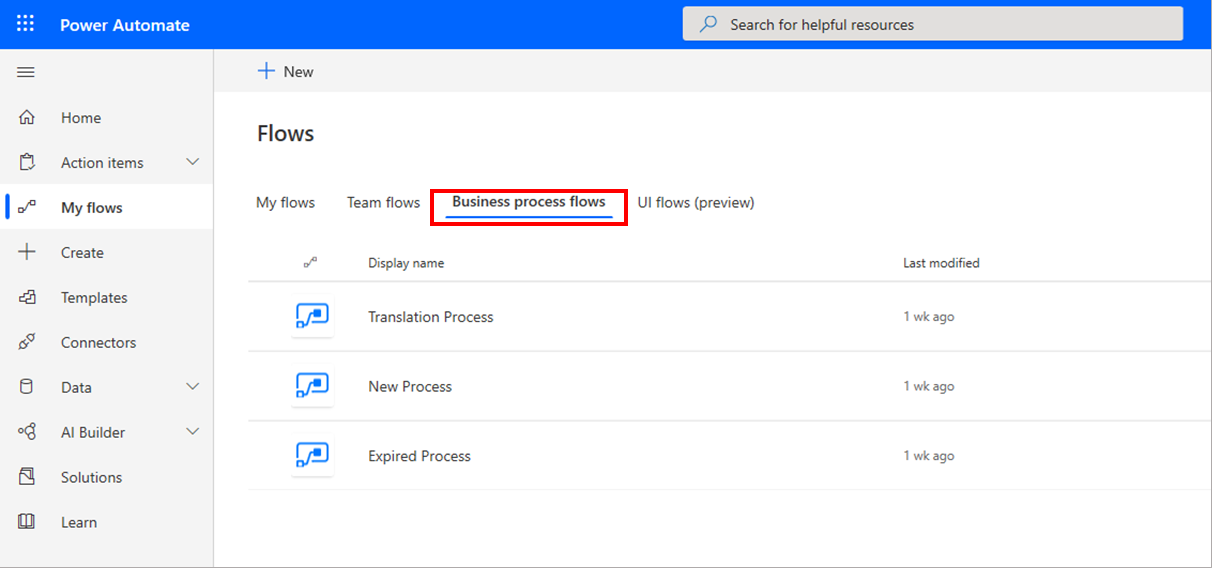 Power Automate
Search for helpful resources
New
Home
Action items
My flows
Create
Templates
Connectors
Data
AI Builder
Solutions
Learn
Flows
My flows Team flows Business process flows UI flows (preview)
Display name Last modified
Translation Process 1 wk ago
New Process 1 wk ago
Expired Process 1 wk ago